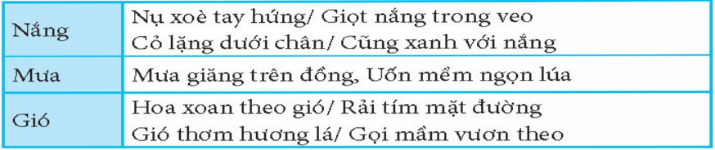 Nắng
Nụ xoè tay hứng/ Giọt nắng trong veo
Cỏ lặng dưới chân/ Cũng xanh với nắng
Mưa
Mưa giăng trên đồng, Uốn mềm ngọn lúa
Gió
Hoa xoan theo gió/ Rải tím mặt đường
Gió thơm hương lá/ Gọi mầm vươn theo